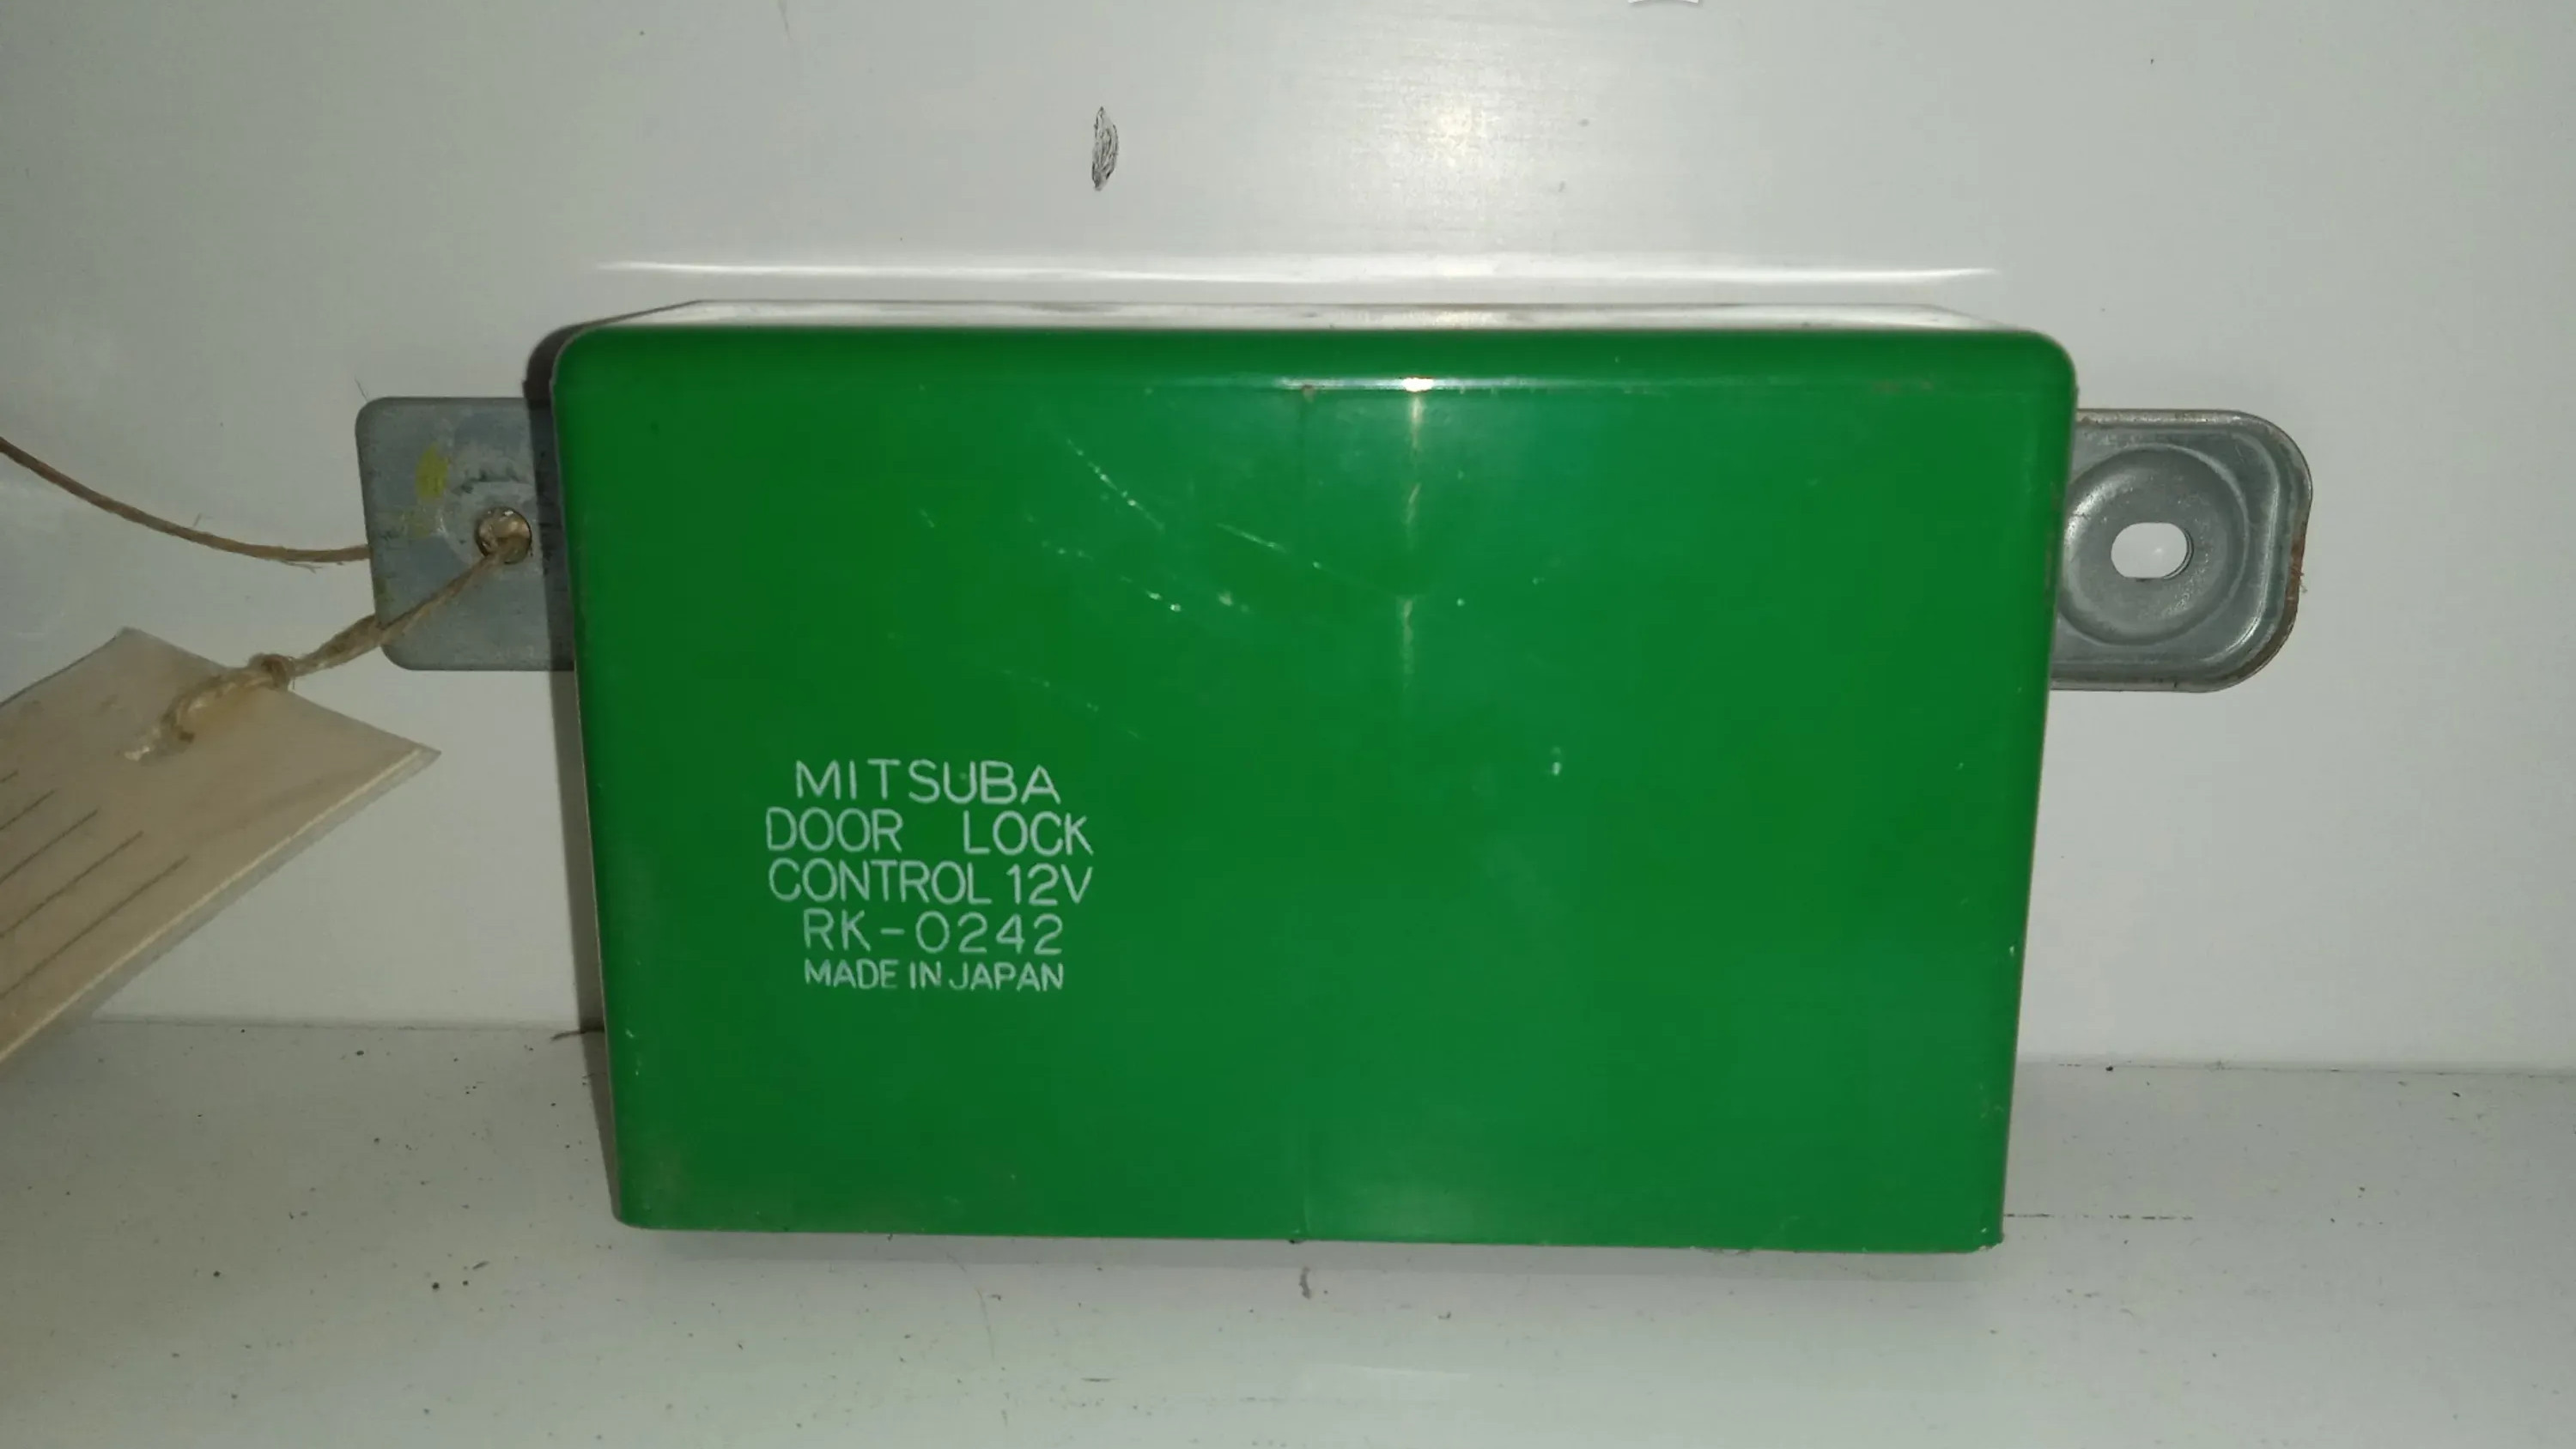 MITSUBA
DOOR LOCK
CONTROL 12V
RK-0242
MADE IN JAPAN